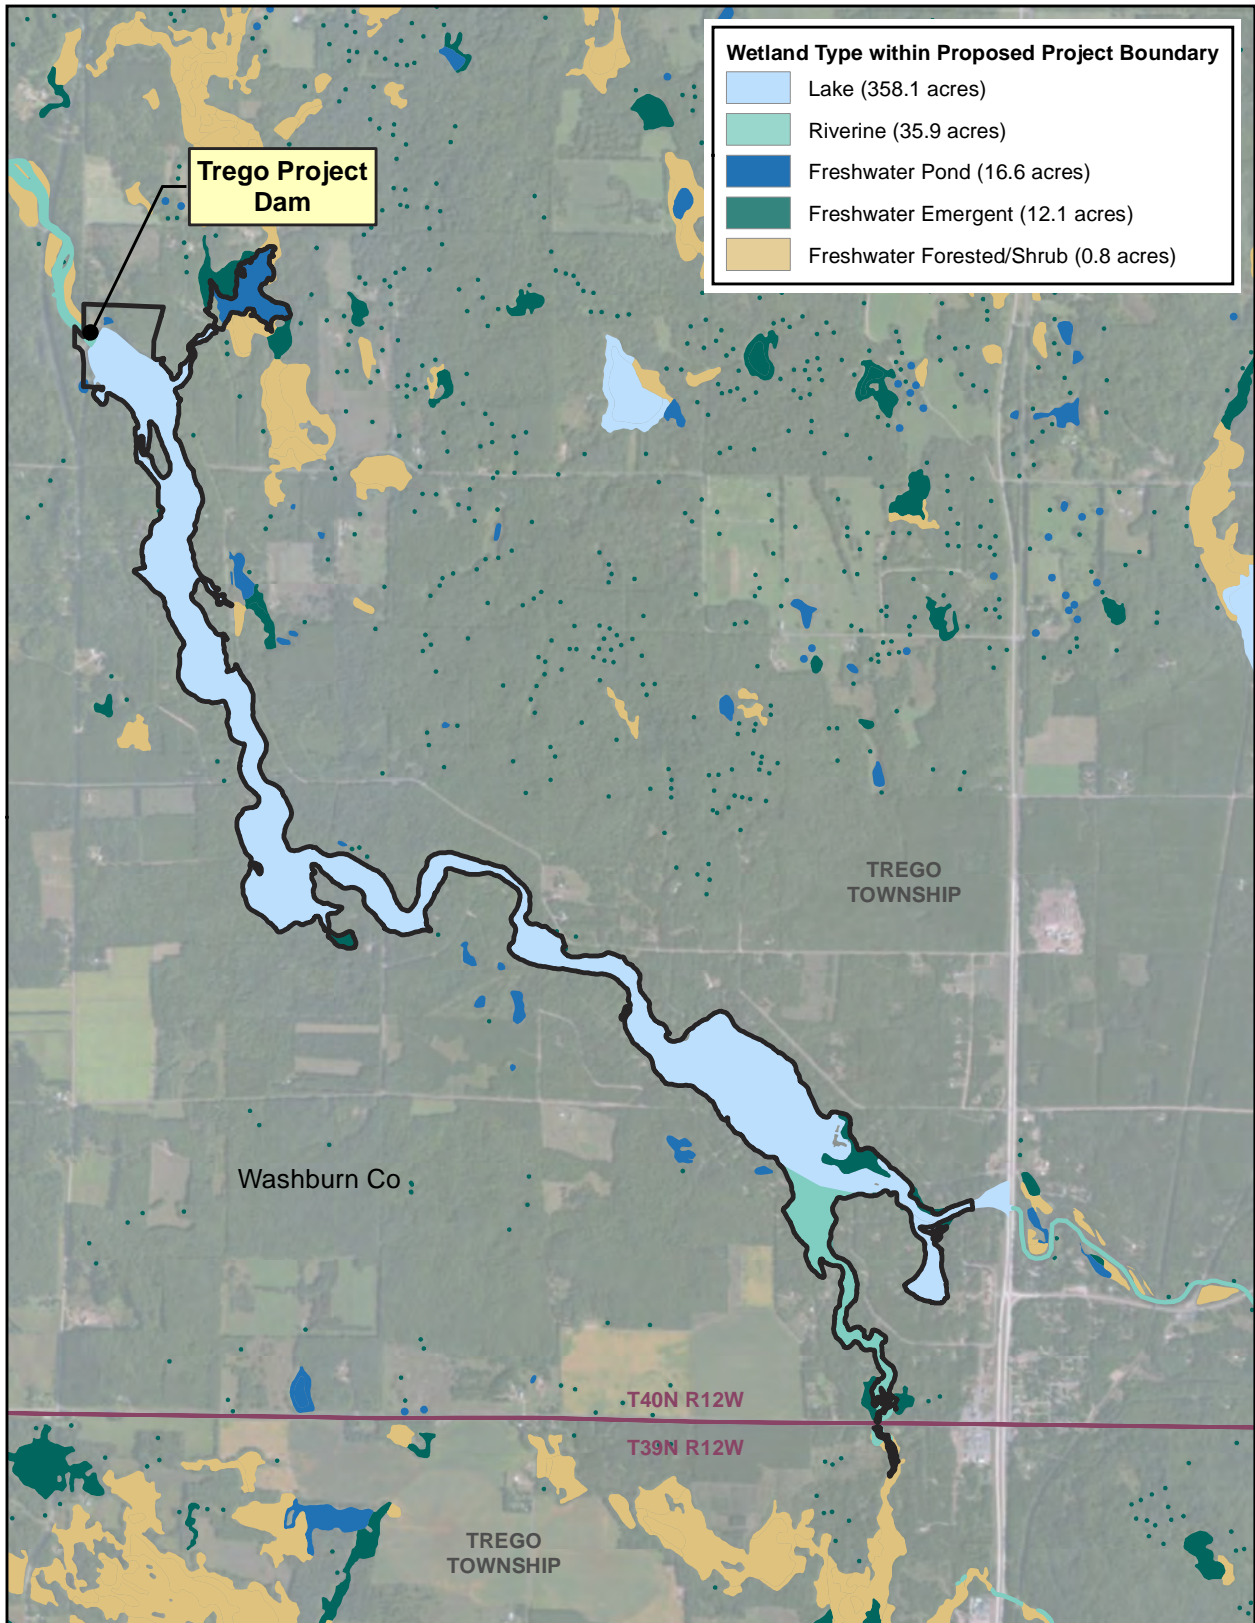 Wetland Type within Proposed Project Boundary
Lake (358.1 acres)
Riverine (35.9 acres)
Freshwater Pond (16.6 acres)
Freshwater Emergent (12.1 acres)
Freshwater Forested/Shrub (0.8 acres)
Trego Project
Dam
TREGO
TOWNSHIP
Washburn Co
T40N R12W
T39N R12W
TREGO
TOWNSHIP